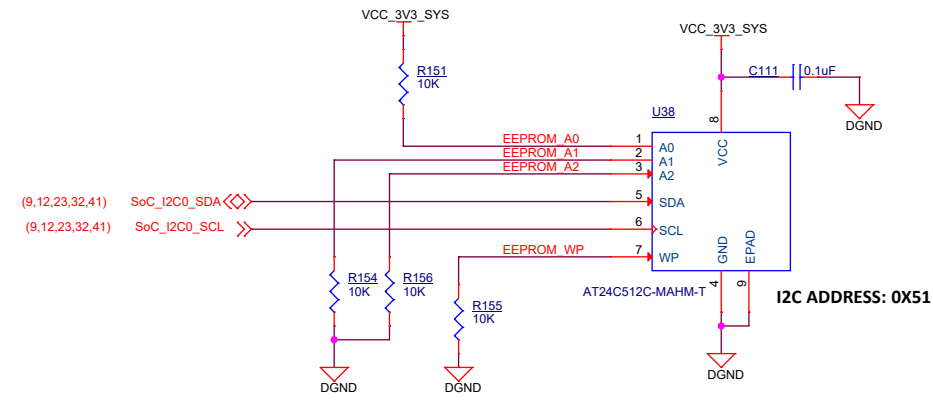 VCC_3V3_SYS
VCC_3V3_SYS
R151
10K
C111
0.1uF
DGND
U38
8
VCC
EEPROM_A0
1
A0
EEPROM_A1
2
A1
EEPROM_A2
3
A2
(9,12,23,32,41)
SoC_I2C0_SDA
5
SDA
(9,12,23,32,41)
SoC_I2C0_SCL
6
SCL
EEPROM_WP
7
WP
GND
EPAD
4
9
R154
10K
R156
10K
R155
10K
AT24C512C-MAHM-T
I2C ADDRESS: 0X51
DGND
DGND
DGND